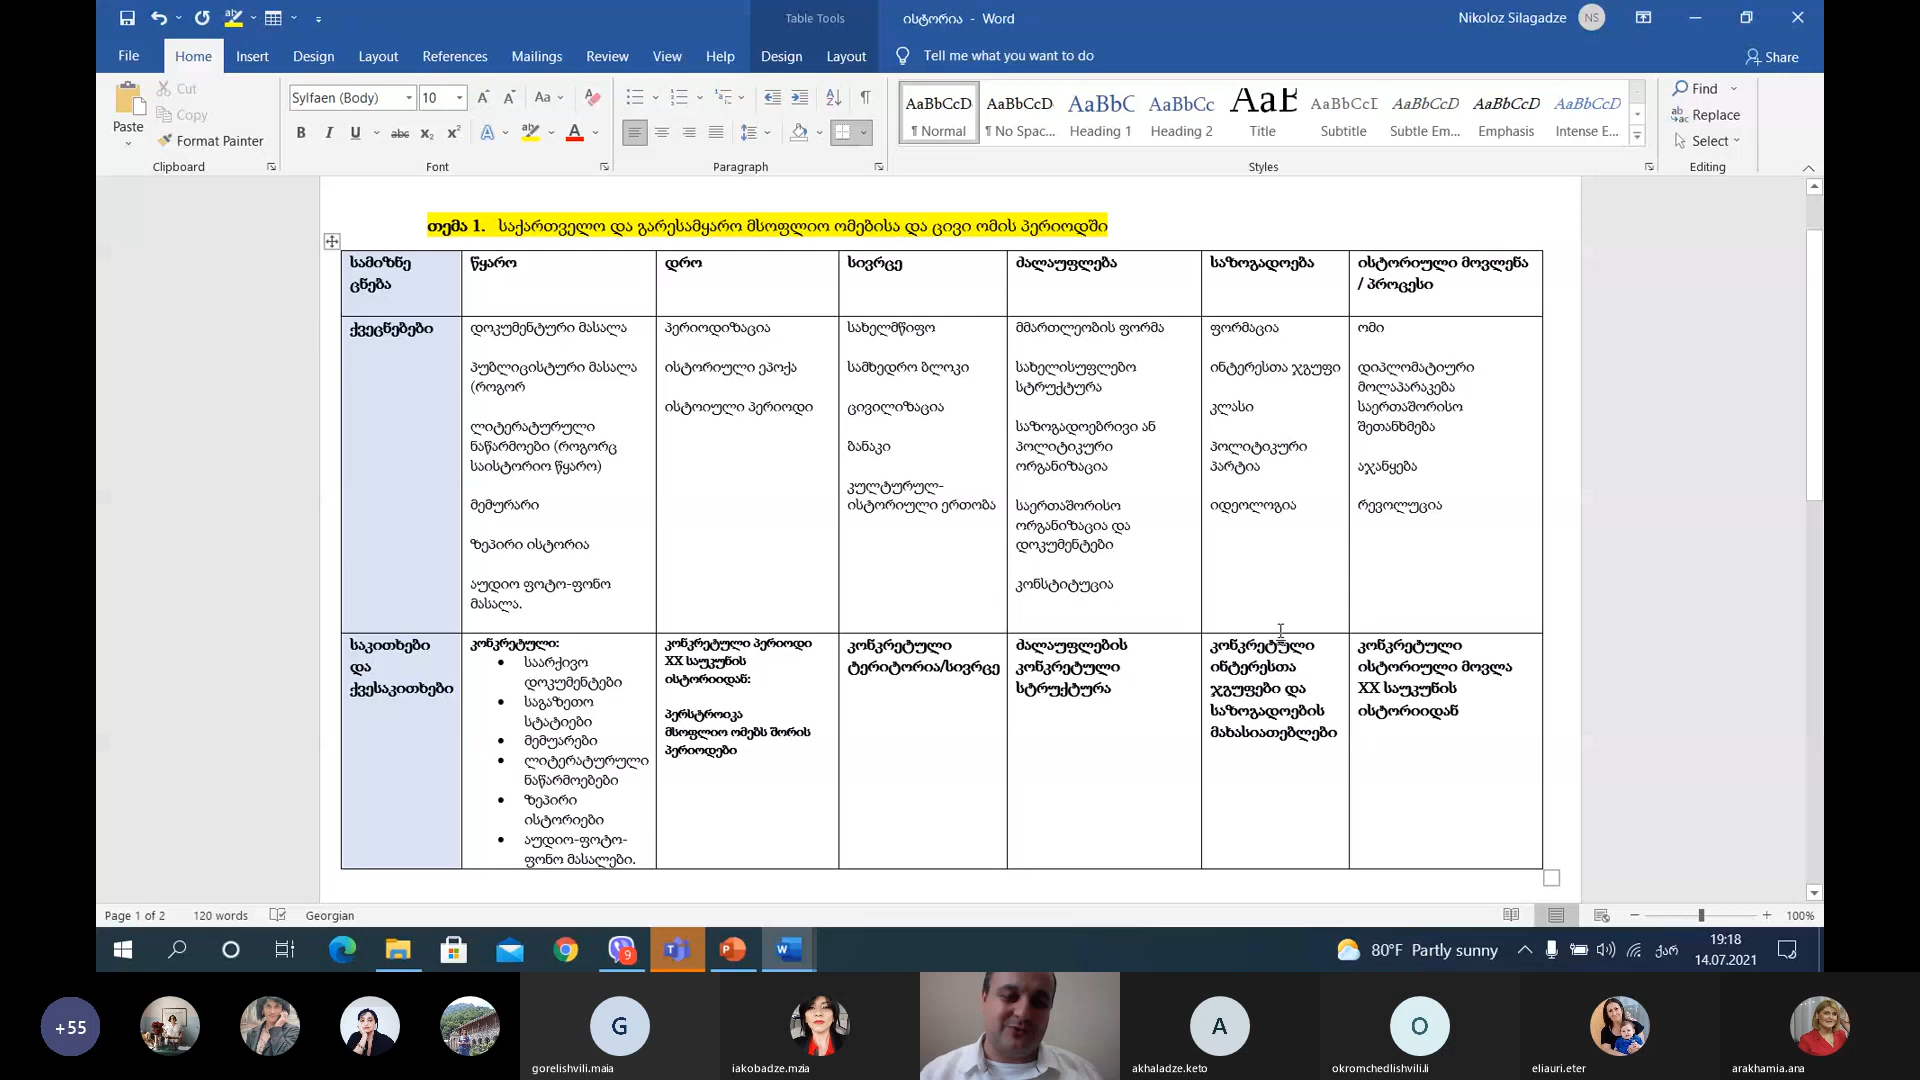 Table Tools
ისტორია - Word
Nikoloz Silagadze
NS
File Home Insert Design Layout References Mailings Review View Help Design Layout Tell me what you want to do Share
Paste
Cut
Copy
Format Painter
Clipboard
Sylfaen (Body) 10
Font
Paragraph
AaBbCcD AaBbCcD AaBbC AaBbCc AaB AaBbCcD AaBbCcD AaBbCcD AaBbCcD
¶ Normal ¶ No Spac... Heading 1 Heading 2 Title Subtitle Subtle Em... Emphasis Intense E...
Styles
Find
Replace
Select
Editing
თემა 1. საქართველო და გარესამყარო მსოფლიო ომებისა და ცივი ომის პერიოდში
სამიზნე
ცნება
წყარო
დრო
სივრცე
ძალაუფლება
საზოგადოება
ისტორიული მოვლენა
/ პროცესი
ქვეცნებები
დოკუმენტური მასალა
პუბლიცისტური მასალა
(როგორ
ლიტერატურული
ნაწარმოები (როგორც
საისტორიო წყარო)
მემურარი
ზეპირი ისტორია
აუდიო ფოტო-ფონო
მასალა.
პერიოდიზაცია
ისტორიული ეპოქა
ისტოიული პერიოდი
სახელმწიფო
სამხედრო ბლოკი
ცივილიზაცია
ბანაკი
კულტურულ-
ისტორიული ერთობა
მმართლეობის ფორმა
სახელისუფლებო
სტრუქტურა
საზოგადოებრივი ან
პოლიტიკური
ორგანიზაცია
საერთაშორისო
ორგანიზაცია და
დოკუმენტები
კონსტიტუცია
ფორმაცია
ინტერესთა ჯგუფი
კლასი
პოლიტიკური
პარტია
იდეოლოგია
ომი
დიპლომატიური
მოლაპარაკება
საერთაშორისო
შეთანხმება
აჯანყება
რევოლუცია
საკითხები
და
ქვესაკითხები
კონკრეტული:
• საარქივო
დოკუმენტები
• საგაზეთო
სტატიები
• მემუარები
• ლიტერატურული
ნაწარმოებები
• ზეპირი
ისტორიები
• აუდიო-ფოტო-
ფონო მასალები.
კონკრეტული პერიოდი
XX საუკუნის
ისტორიიდან:
პერსტროიკა
მსოფლიო ომებს შორის
პერიოდები
კონკრეტული
ტერიტორია/სივრცე
ძალაუფლების
კონკრეტული
სტრუქტურა
კონკრეტული
ინტერესთა
ჯგუფები და
საზოგადოების
მახასიათებლები
კონკრეტული
ისტორიული მოვლა
XX საუკუნის
ისტორიიდან
Page 1 of 2 120 words Georgian 100%
9
80°F Partly sunny
ქარ
19:18
14.07.2021
+55
G
A
O
gorelishvili.maia
iakobadze.mzia
akhaladze.keto
okromchedlishvili.li
eliauri.eter
arakhamia.ana